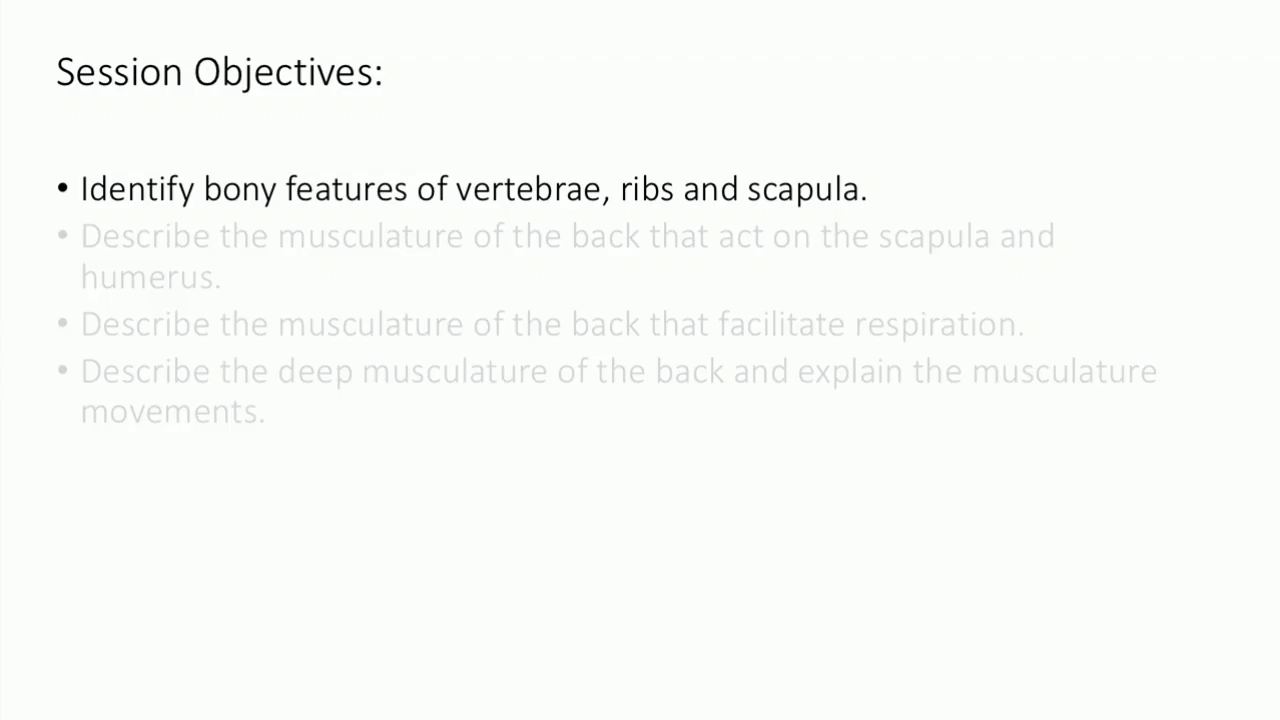 Session Objectives:
• Identify bony features of vertebrae, ribs and scapula.
• Describe the musculature of the back that act on the scapula and
humerus.
• Describe the musculature of the back that facilitate respiration.
• Describe the deep musculature of the back and explain the musculature
movements.